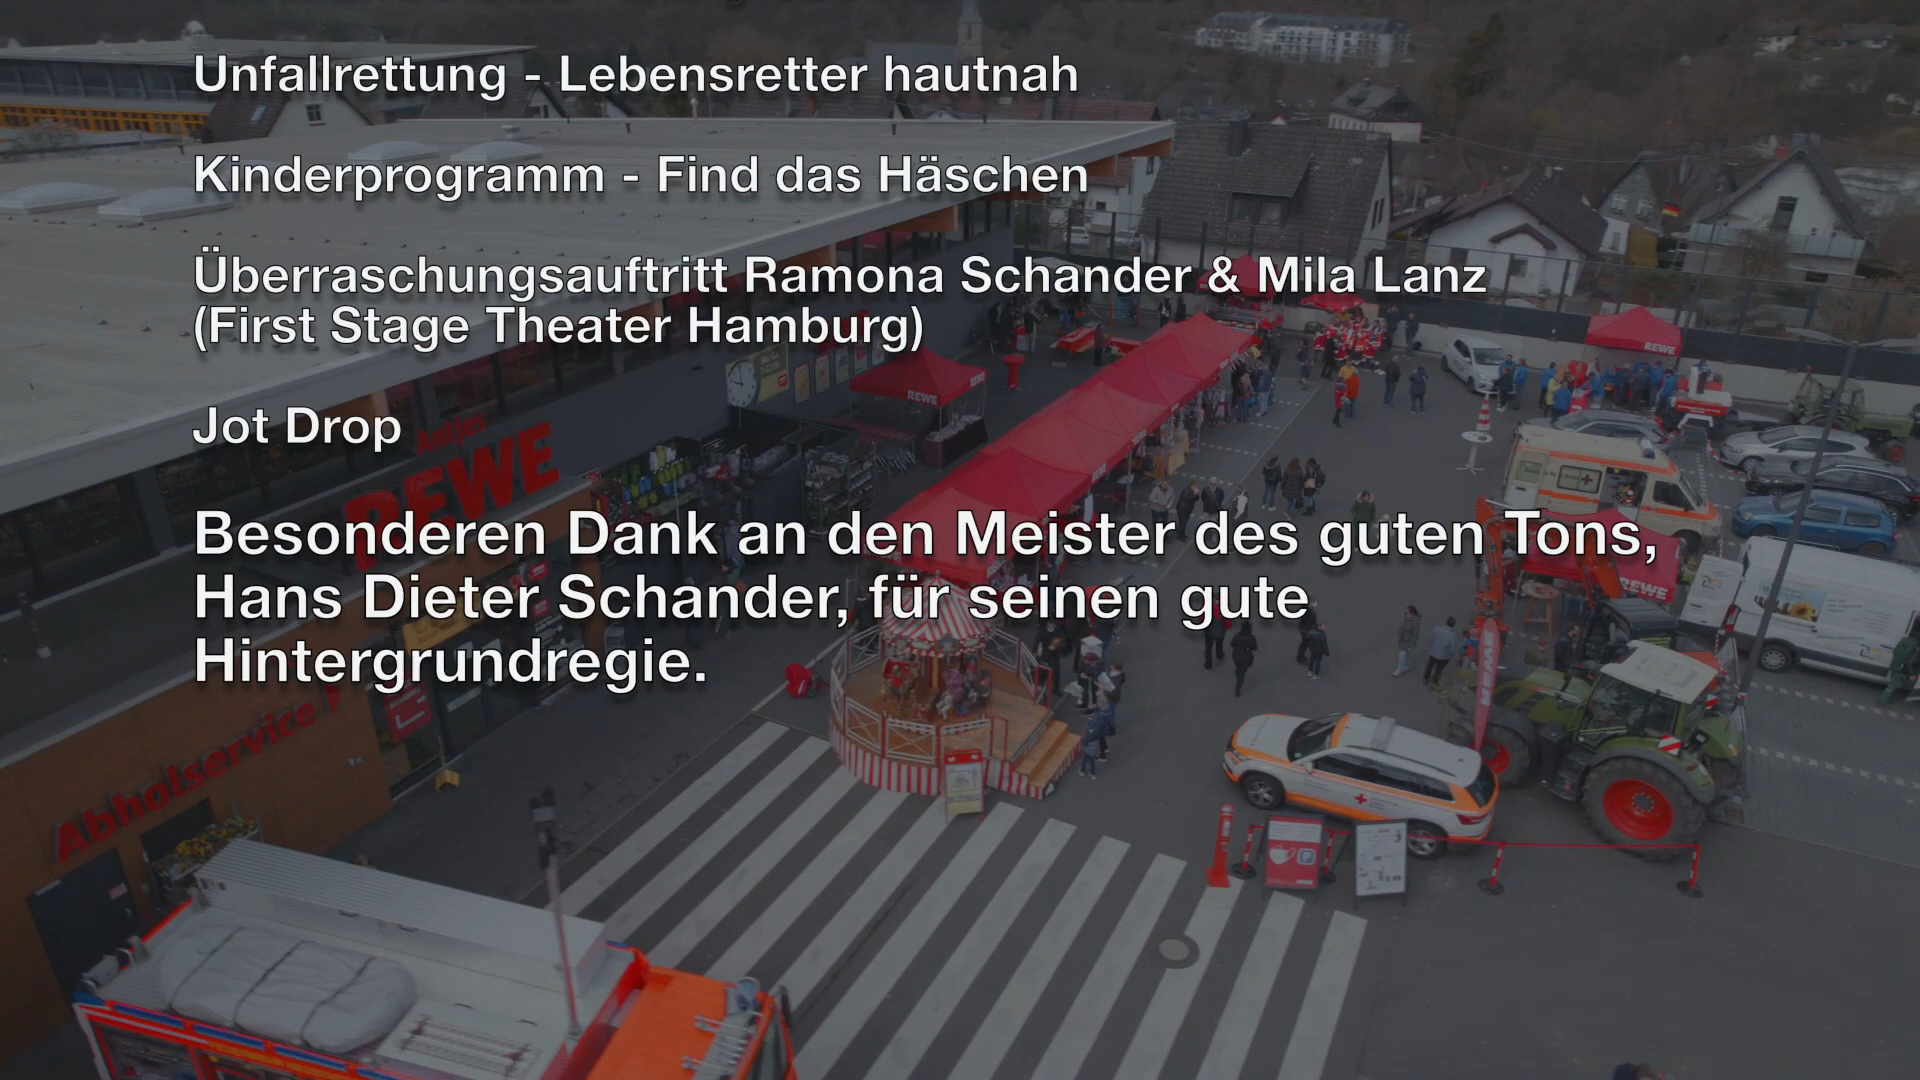 Unfallrettung - Lebensretter hautnah
Kinderprogramm - Find das Häschen
Überraschungsauftritt Ramona Schander & Mila Lanz
(First Stage Theater Hamburg)
Jot Drop
Besonderen Dank an den Meister des guten Tons,
Hans Dieter Schander, für seinen gute
Hintergrundregie.
Antjes
REWE
Abholservice
REWE
REWE
REWE